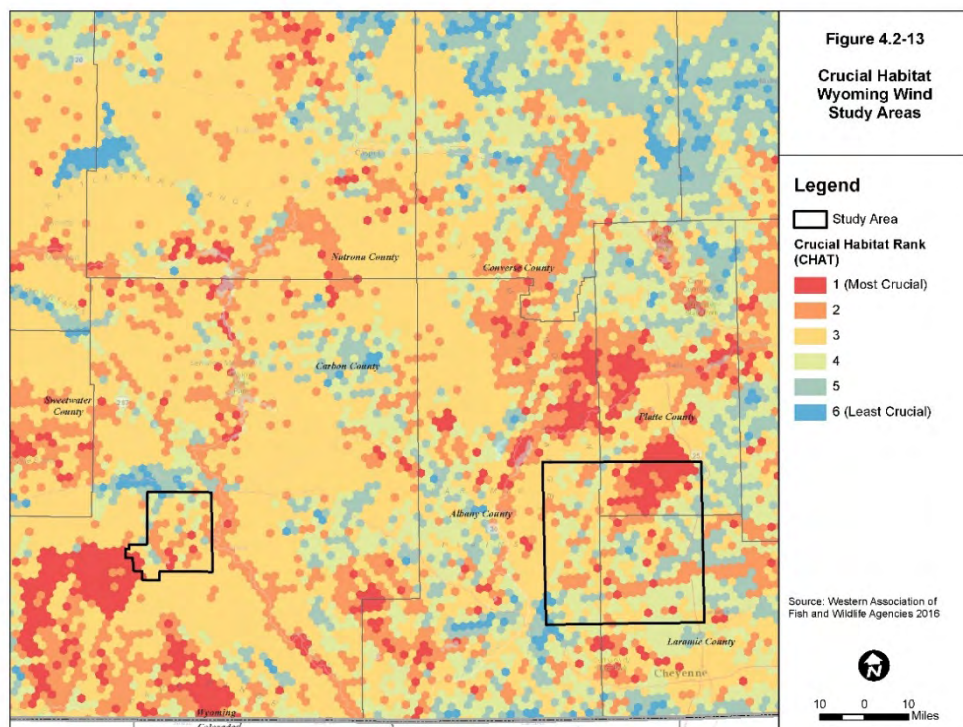 Figure 4.2-13
Crucial Habitat
Wyoming Wind
Study Areas
Legend
Study Area
Crucial Habitat Rank
(CHAT)
1 (Most Crucial)
2
3
4
5
6 (Least Crucial)
Source: Western Association of
Fish and Wildlife Agencies 2016
N
10 0 10
Miles
Natrona County
Converse County
Carbon County
Sweetwater
County
Platte County
Albany County
Laramie County
Cheyenne
Wyoming
Colorado